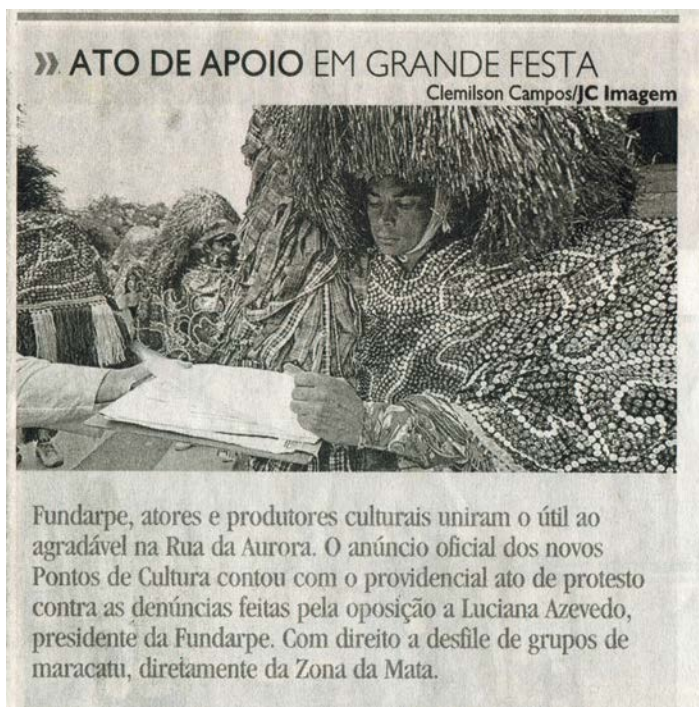 » ATO DE APOIO EM GRANDE FESTA
Clemilson Campos/JC Imagem
Fundarpe, atores e produtores culturais uniram o útil ao
agradável na Rua da Aurora. O anúncio oficial dos novos
Pontos de Cultura contou com o providencial ato de protesto
contra as denúncias feitas pela oposição a Luciana Azevedo,
presidente da Fundarpe. Com direito a desfile de grupos de
maracatu, diretamente da Zona da Mata.